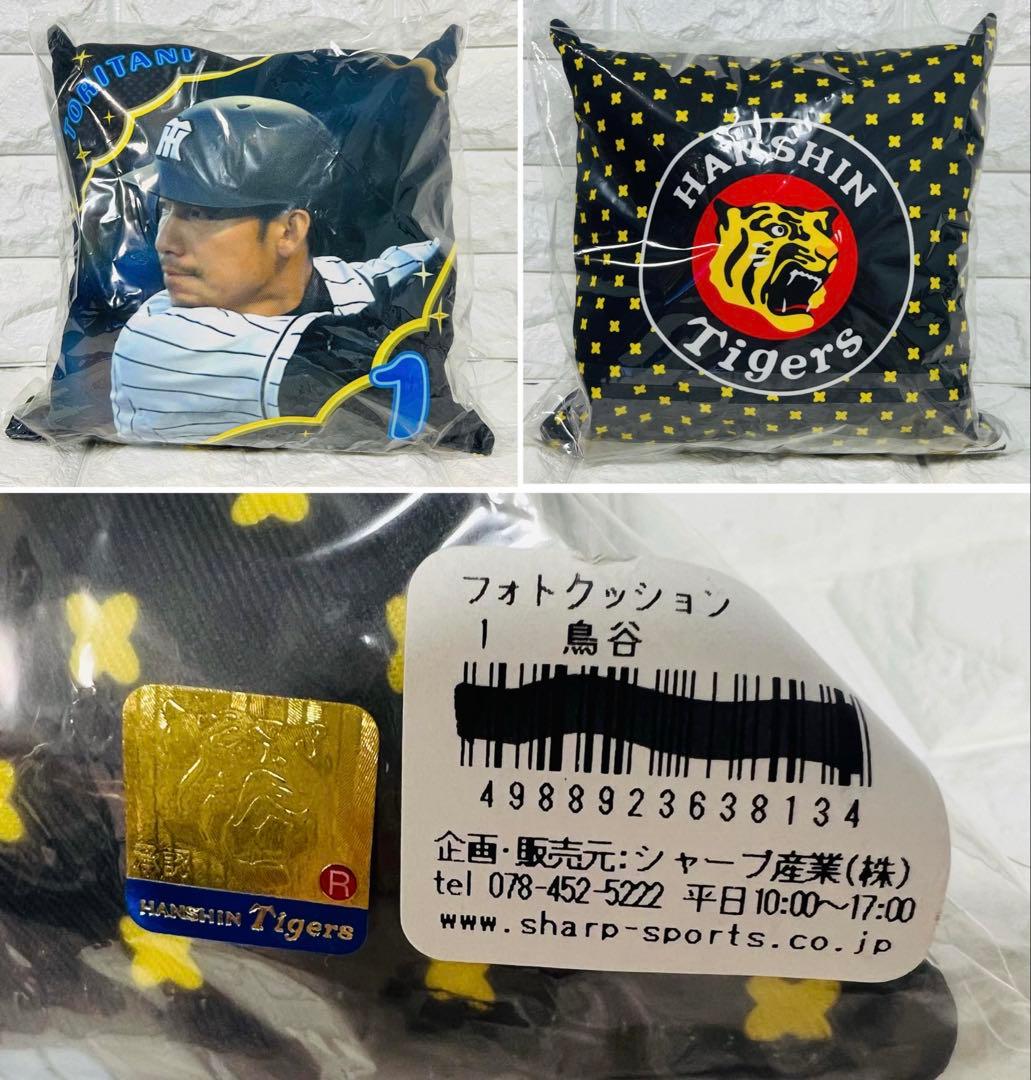 TORITANI
HT
1
HANSHIN
Tigers
フォトクッション
1 鳥谷
4988923638134
企画・販売元:シャープ産業(株)
tel 078-452-5222 平日10:00〜17:00
www.sharp-sports.co.jp
R
HANSHIN Tigers